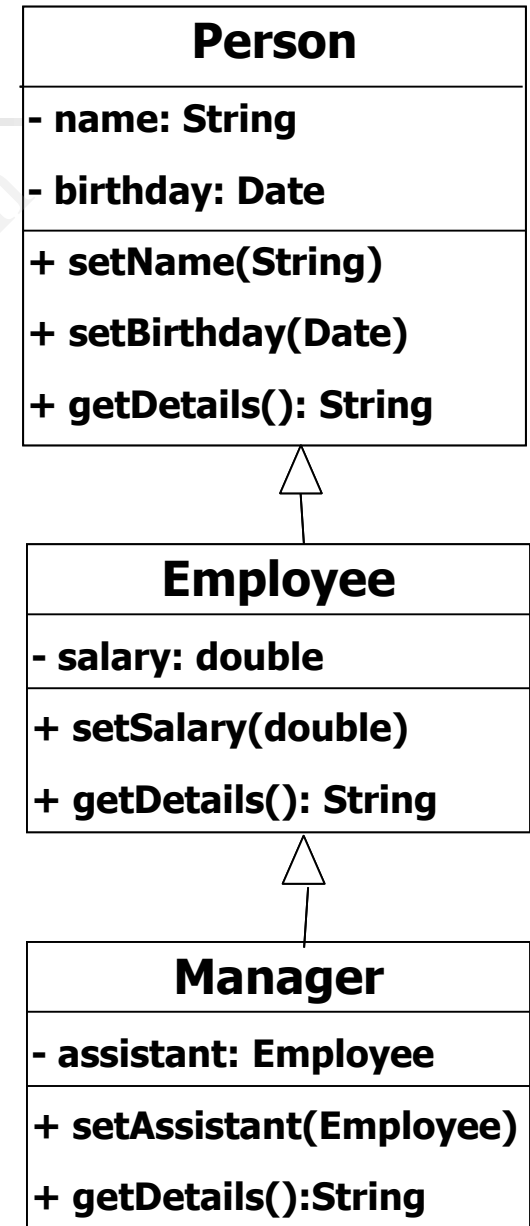 Person
- name: String
- birthday: Date
+ setName(String)
+ setBirthday(Date)
+ getDetails(): String
Employee
- salary: double
+ setSalary(double)
+ getDetails(): String
Manager
- assistant: Employee
+ setAssistant(Employee)
+ getDetails():String